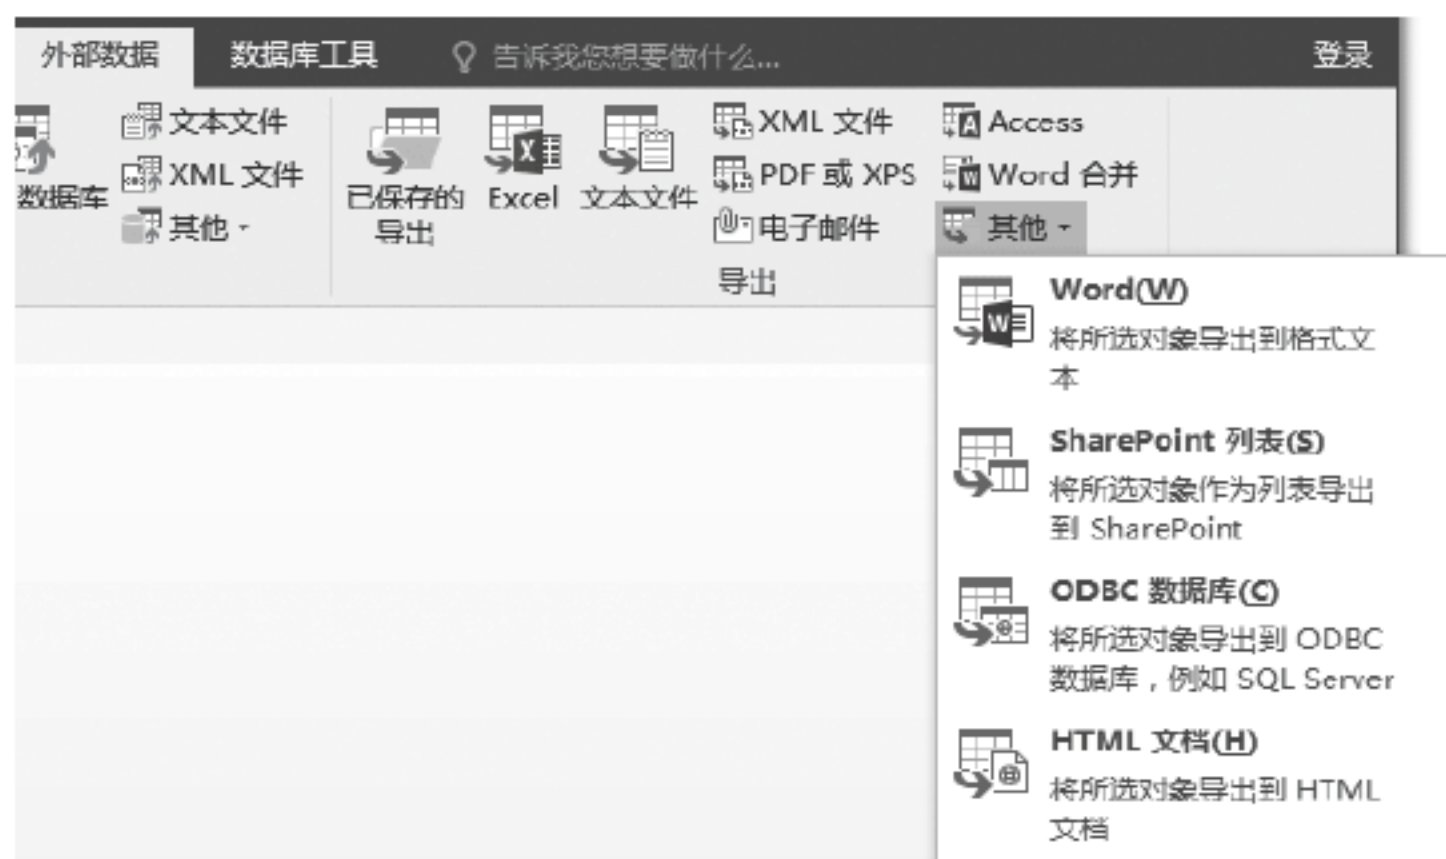 外部数据 数据库工具 告诉我您想要做什么... 登录
文本文件
XML 文件
数据库
其他
已保存的
导出
Excel
文本文件
XML 文件
PDF 或 XPS
电子邮件
Access
Word 合并
其他
导出
Word(W)
将所选对象导出到格式文
本
SharePoint 列表(S)
将所选对象作为列表导出
到 SharePoint
ODBC 数据库(C)
将所选对象导出到 ODBC
数据库，例如 SQL Server
HTML 文档(H)
将所选对象导出到 HTML
文档